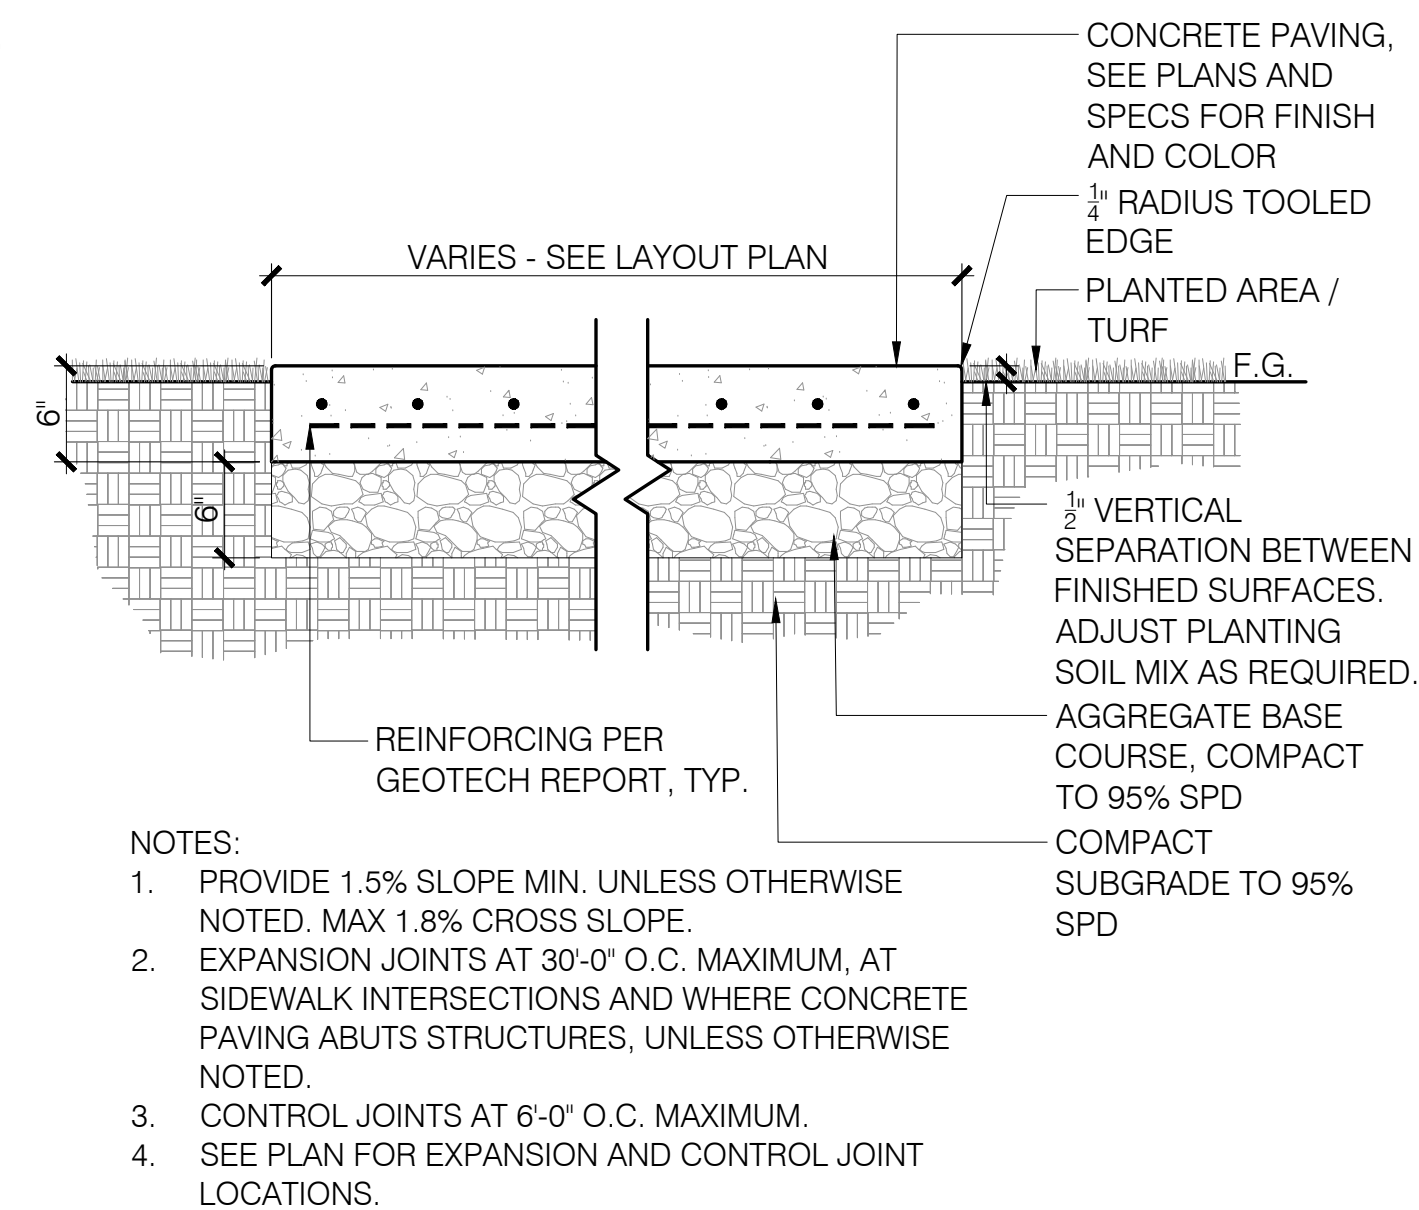 CONCRETE PAVING,
SEE PLANS AND
SPECS FOR FINISH
AND COLOR
1/4" RADIUS TOOLED
EDGE
VARIES - SEE LAYOUT PLAN
PLANTED AREA /
TURF
F.G.
6"
6"
1/2" VERTICAL
SEPARATION BETWEEN
FINISHED SURFACES.
ADJUST PLANTING
SOIL MIX AS REQUIRED.
AGGREGATE BASE
COURSE, COMPACT
TO 95% SPD
REINFORCING PER
GEOTECH REPORT, TYP.
COMPACT
SUBGRADE TO 95%
SPD
NOTES:
1. PROVIDE 1.5% SLOPE MIN. UNLESS OTHERWISE
NOTED. MAX 1.8% CROSS SLOPE.
2. EXPANSION JOINTS AT 30'-0" O.C. MAXIMUM, AT
SIDEWALK INTERSECTIONS AND WHERE CONCRETE
PAVING ABUTS STRUCTURES, UNLESS OTHERWISE
NOTED.
3. CONTROL JOINTS AT 6'-0" O.C. MAXIMUM.
4. SEE PLAN FOR EXPANSION AND CONTROL JOINT
LOCATIONS.